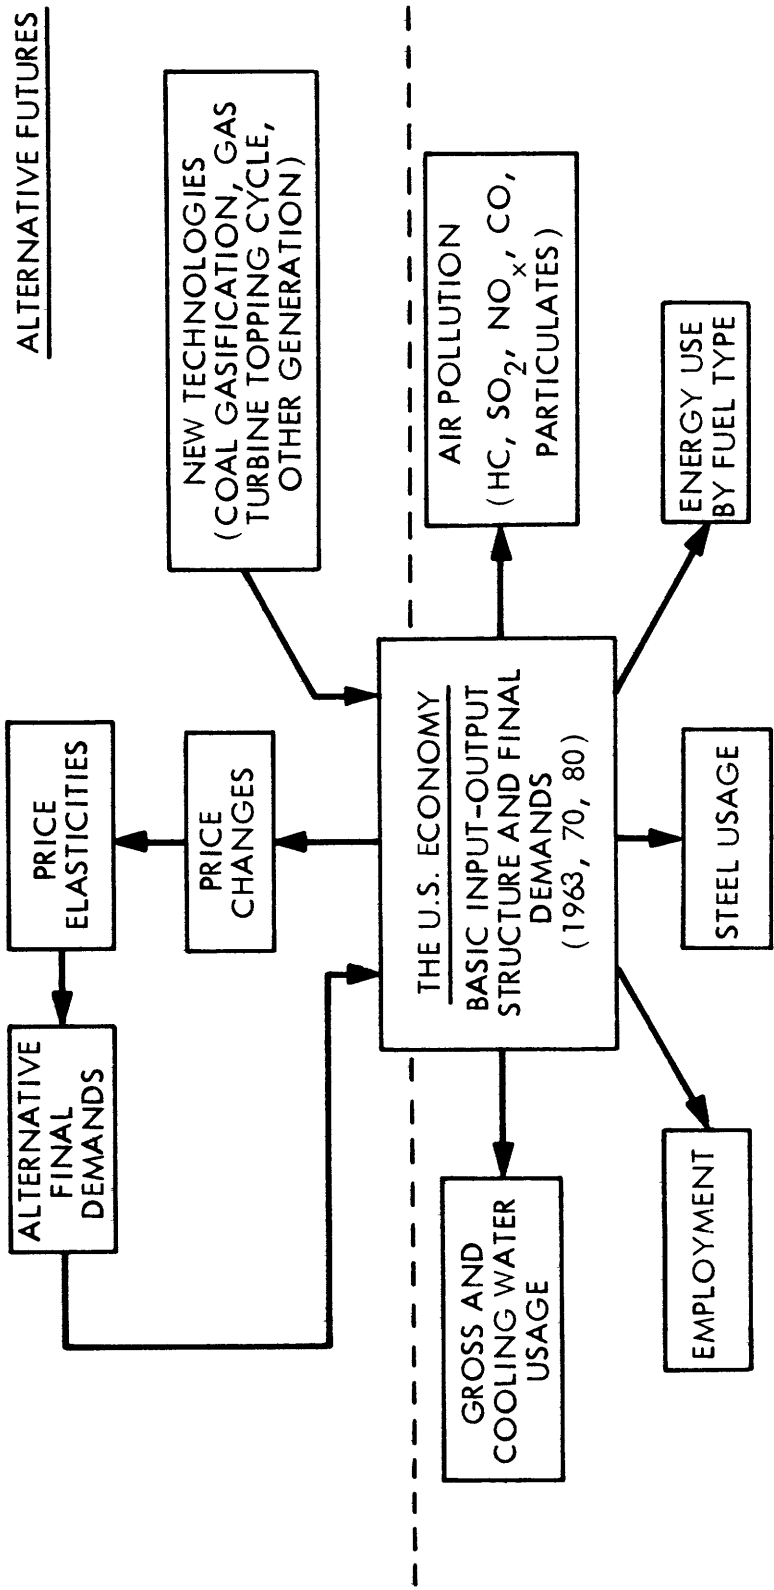 ALTERNATIVE FUTURES
ALTERNATIVE
FINAL
DEMANDS
PRICE
ELASTICITIES
PRICE
CHANGES
NEW TECHNOLOGIES
(COAL GASIFICATION, GAS
TURBINE TOPPING CYCLE,
OTHER GENERATION)
THE U.S. ECONOMY
BASIC INPUT-OUTPUT
STRUCTURE AND FINAL
DEMANDS
(1963, 70, 80)
GROSS AND
COOLING WATER
USAGE
AIR POLLUTION
(HC, SO₂, NOₓ, CO,
PARTICULATES)
EMPLOYMENT
STEEL USAGE
ENERGY USE
BY FUEL TYPE